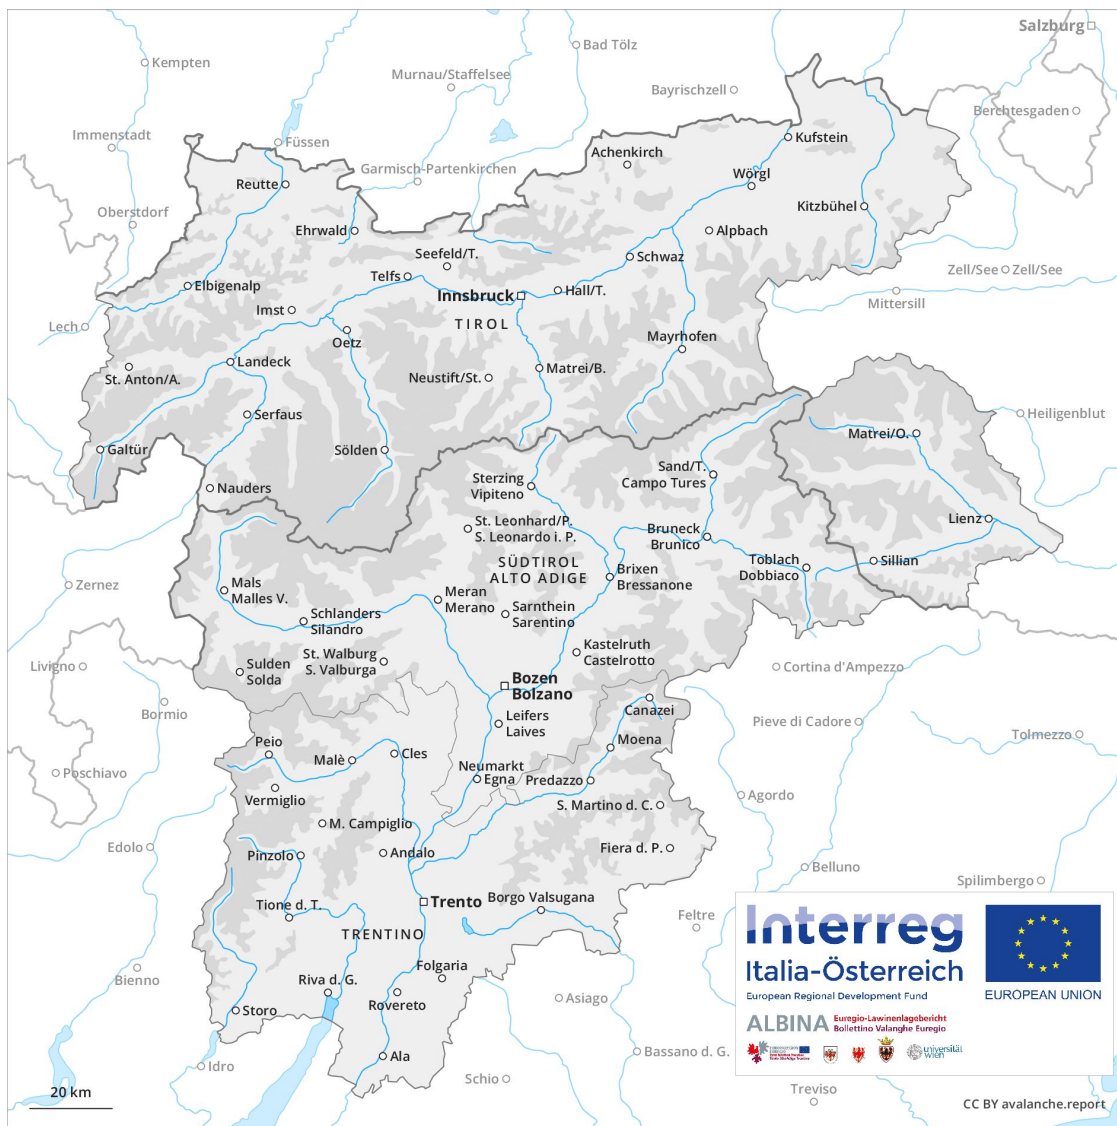 Salzburg
Bad Tölz
Kempten
Murnau/Staffelsee
Bayrischzell
Berchtesgaden
Immenstadt
Füssen
Kufstein
Achenkirch
Garmisch-Partenkirchen
Wörgl
Reutte
Kitzbühel
Oberstdorf
Ehrwald
Alpbach
Seefeld/T.
Schwaz
Telfs
Zell/See
Zell/See
Elbigenalp
Innsbruck
Hall/T.
Mittersill
Imst
TIROL
Lech
Oetz
Mayrhofen
Landeck
Matrei/B.
St. Anton/A.
Neustift/St.
Serfaus
Heiligenblut
Matrei/O.
Galtür
Sölden
Sand/T.
Campo Tures
Sterzing
Vipiteno
Nauders
St. Leonhard/P.
S. Leonardo i. P.
Lienz
Bruneck
Brunico
SÜDTIROL
ALTO ADIGE
Toblach
Dobbiaco
Sillian
Brixen
Bressanone
Zernez
Mals
Malles V.
Meran
Merano
Schlanders
Silandro
Sarnthein
Sarentino
Kastelruth
Castelrotto
St. Walburg
S. Valburga
Livigno
Sulden
Solda
Cortina d'Ampezzo
Bozen
Bolzano
Bormio
Canazei
Leifers
Laives
Pieve di Cadore
Tolmezzo
Peio
Moena
Cles
Malè
Neumarkt
Egna
Poschiavo
Predazzo
Vermiglio
Agordo
S. Martino d. C.
M. Campiglio
Edolo
Pinzolo
Andalo
Fiera d. P.
Belluno
Spilimbergo
Trento
Borgo Valsugana
Tione d. T.
Feltre
TRENTINO
Interreg
Italia-Österreich
European Regional Development Fund
EUROPEAN UNION
Folgaria
Bienno
Riva d. G.
Rovereto
Asiago
Storo
ALBINA
Euregio-Lawinenlagebericht
Bollettino Valanghe Euregio
universität
wien
Ala
Bassano d. G.
Idro
Schio
Treviso
20 km
CC BY avalanche.report